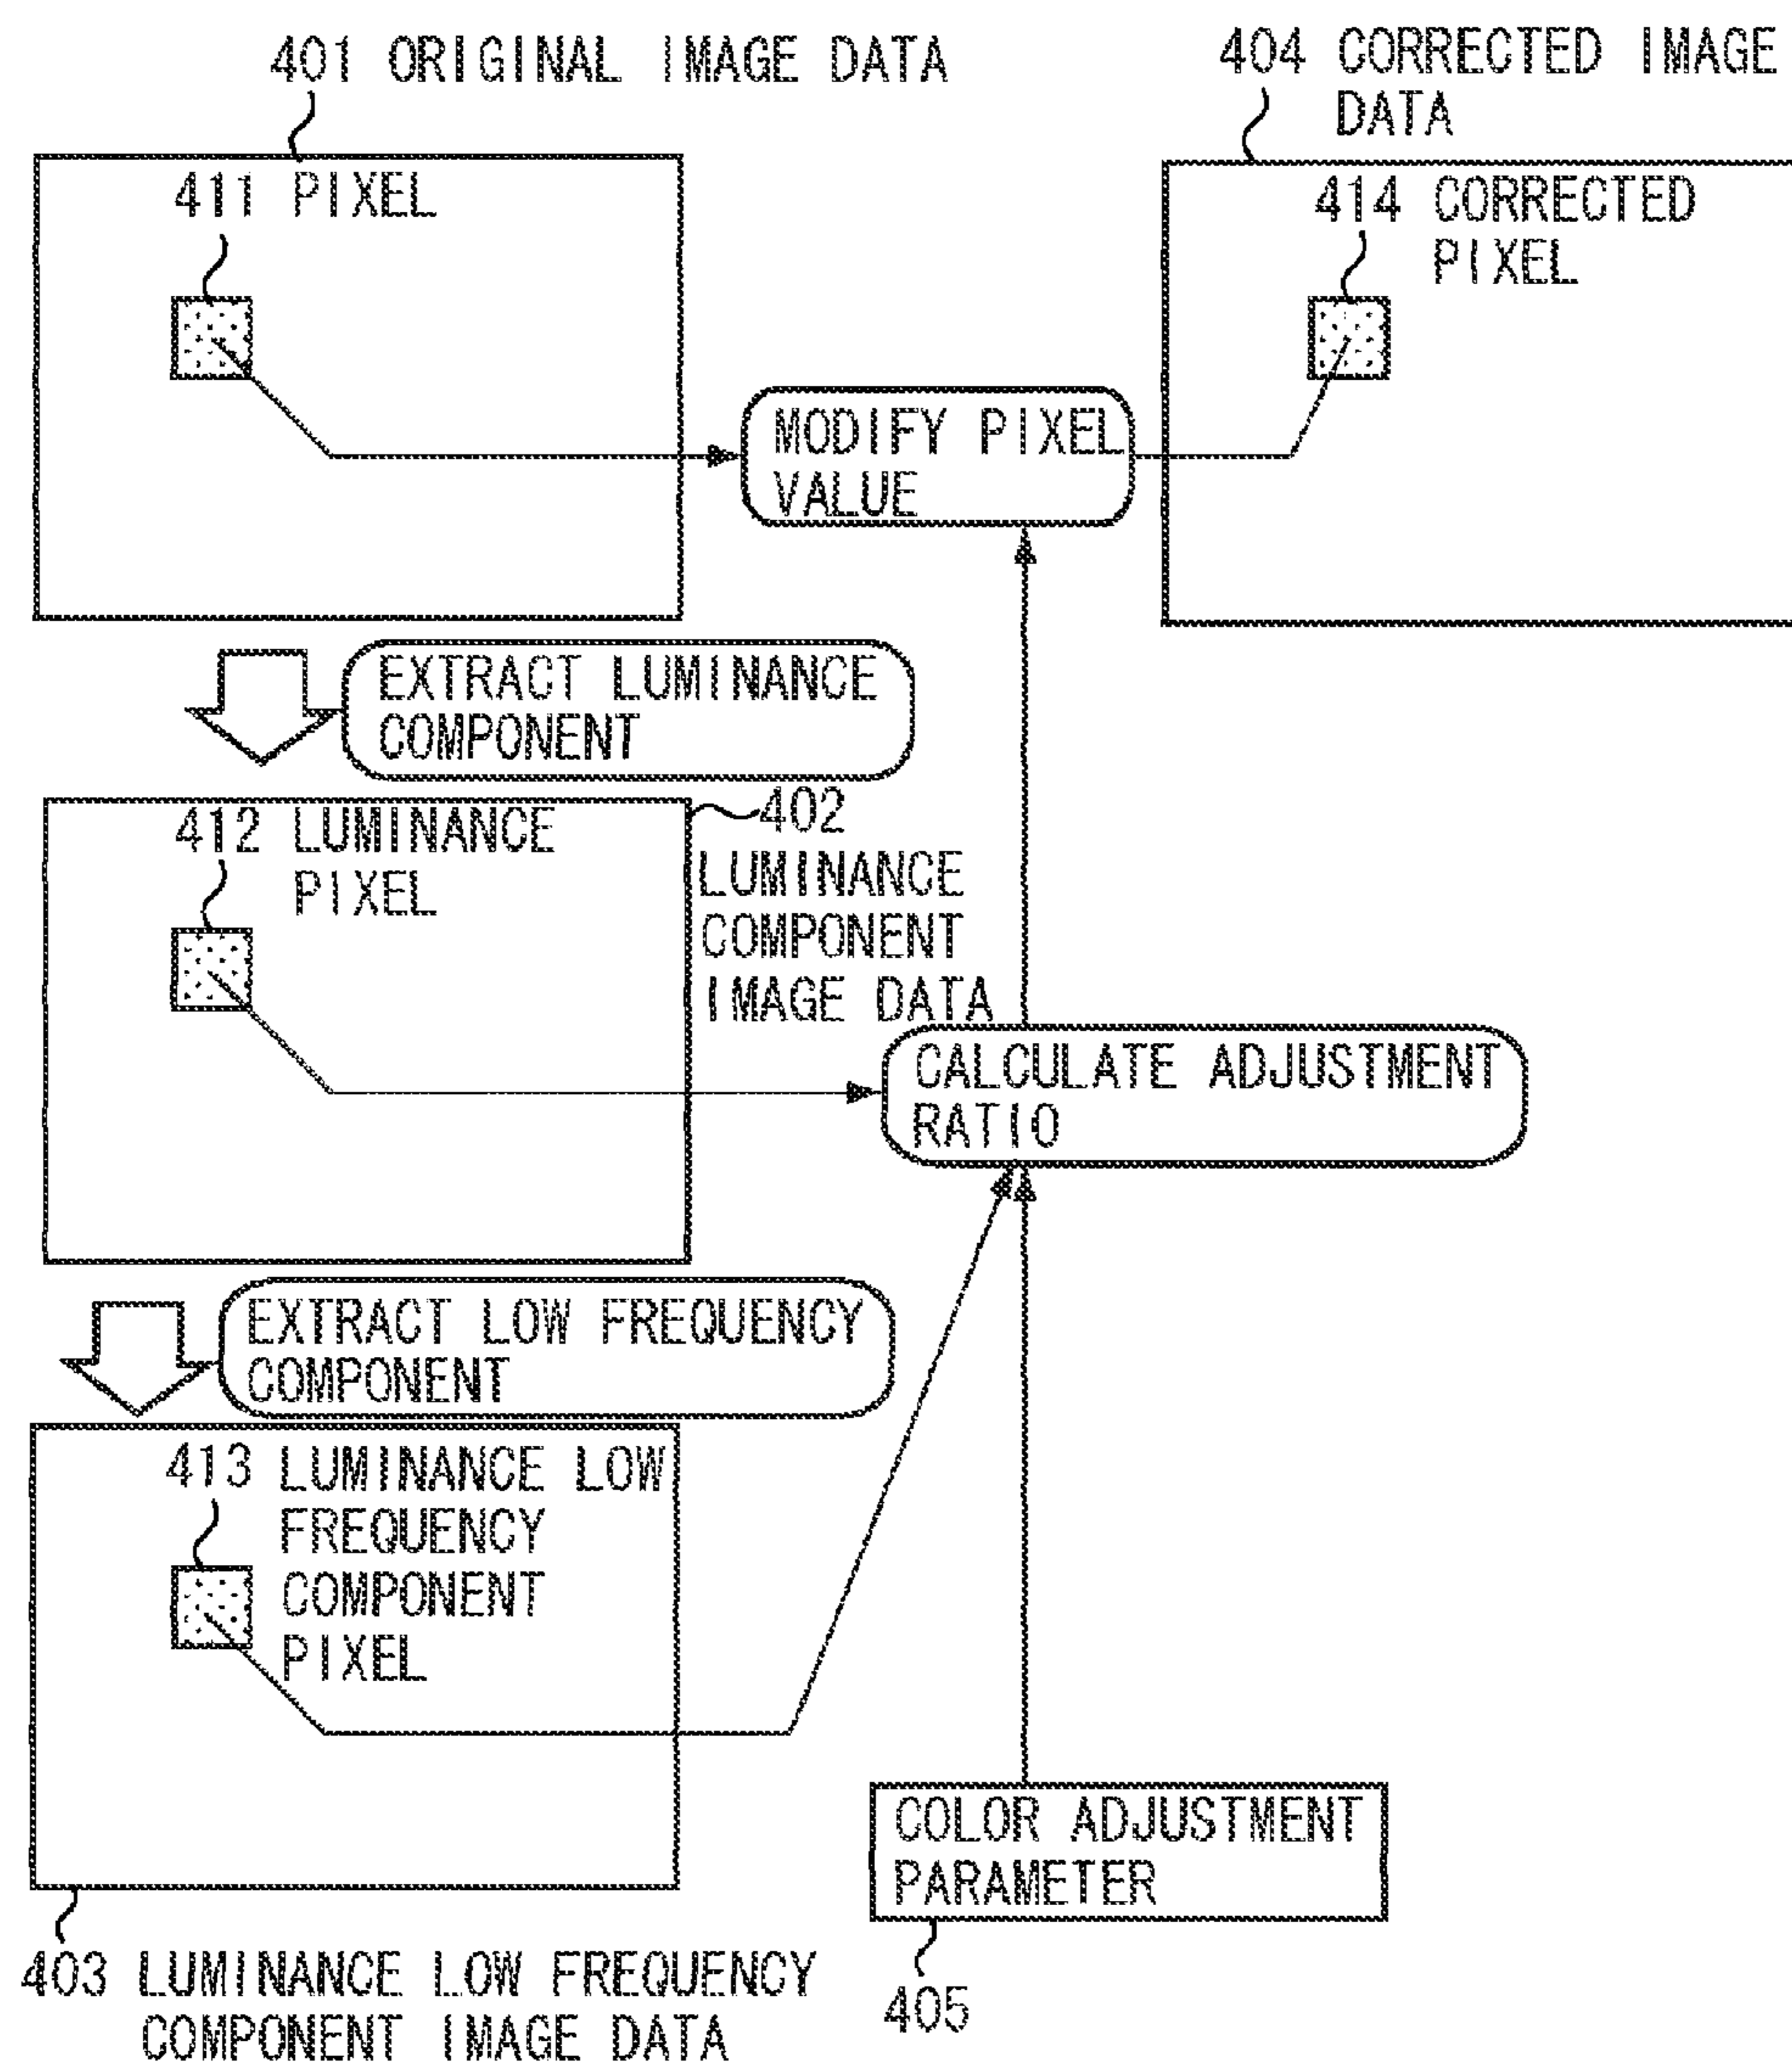 401 ORIGINAL IMAGE DATA
404 CORRECTED IMAGE
DATA
411 PIXEL
414 CORRECTED
PIXEL
MODIFY PIXEL
VALUE
EXTRACT LUMINANCE
COMPONENT
402
LUMINANCE
COMPONENT
IMAGE DATA
412 LUMINANCE
PIXEL
CALCULATE ADJUSTMENT
RATIO
EXTRACT LOW FREQUENCY
COMPONENT
413 LUMINANCE LOW
FREQUENCY
COMPONENT
PIXEL
COLOR ADJUSTMENT
PARAMETER
405
403 LUMINANCE LOW FREQUENCY
COMPONENT IMAGE DATA